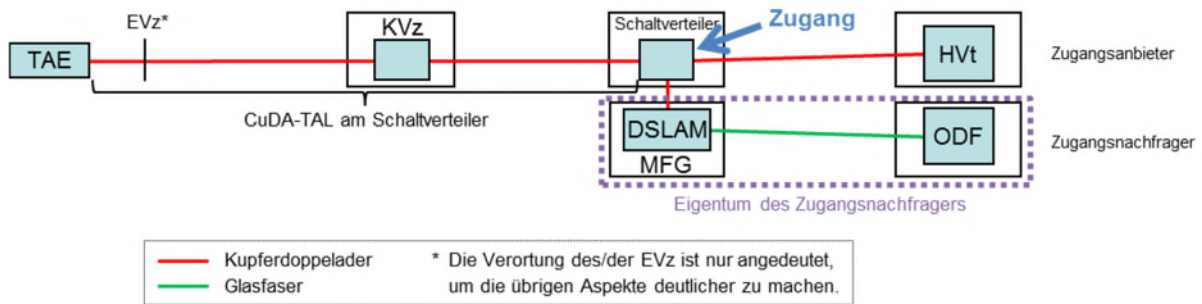 Zugang
EVz*
KVz
Schaltverteiler
TAE
HVt
Zugangsanbieter
CuDA-TAL am Schaltverteiler
DSLAM
MFG
ODF
Zugangsnachfrager
Eigentum des Zugangsnachfragers
Kupferdoppelader
Glasfaser
* Die Verortung des/der EVz ist nur angedeutet,
um die übrigen Aspekte deutlicher zu machen.